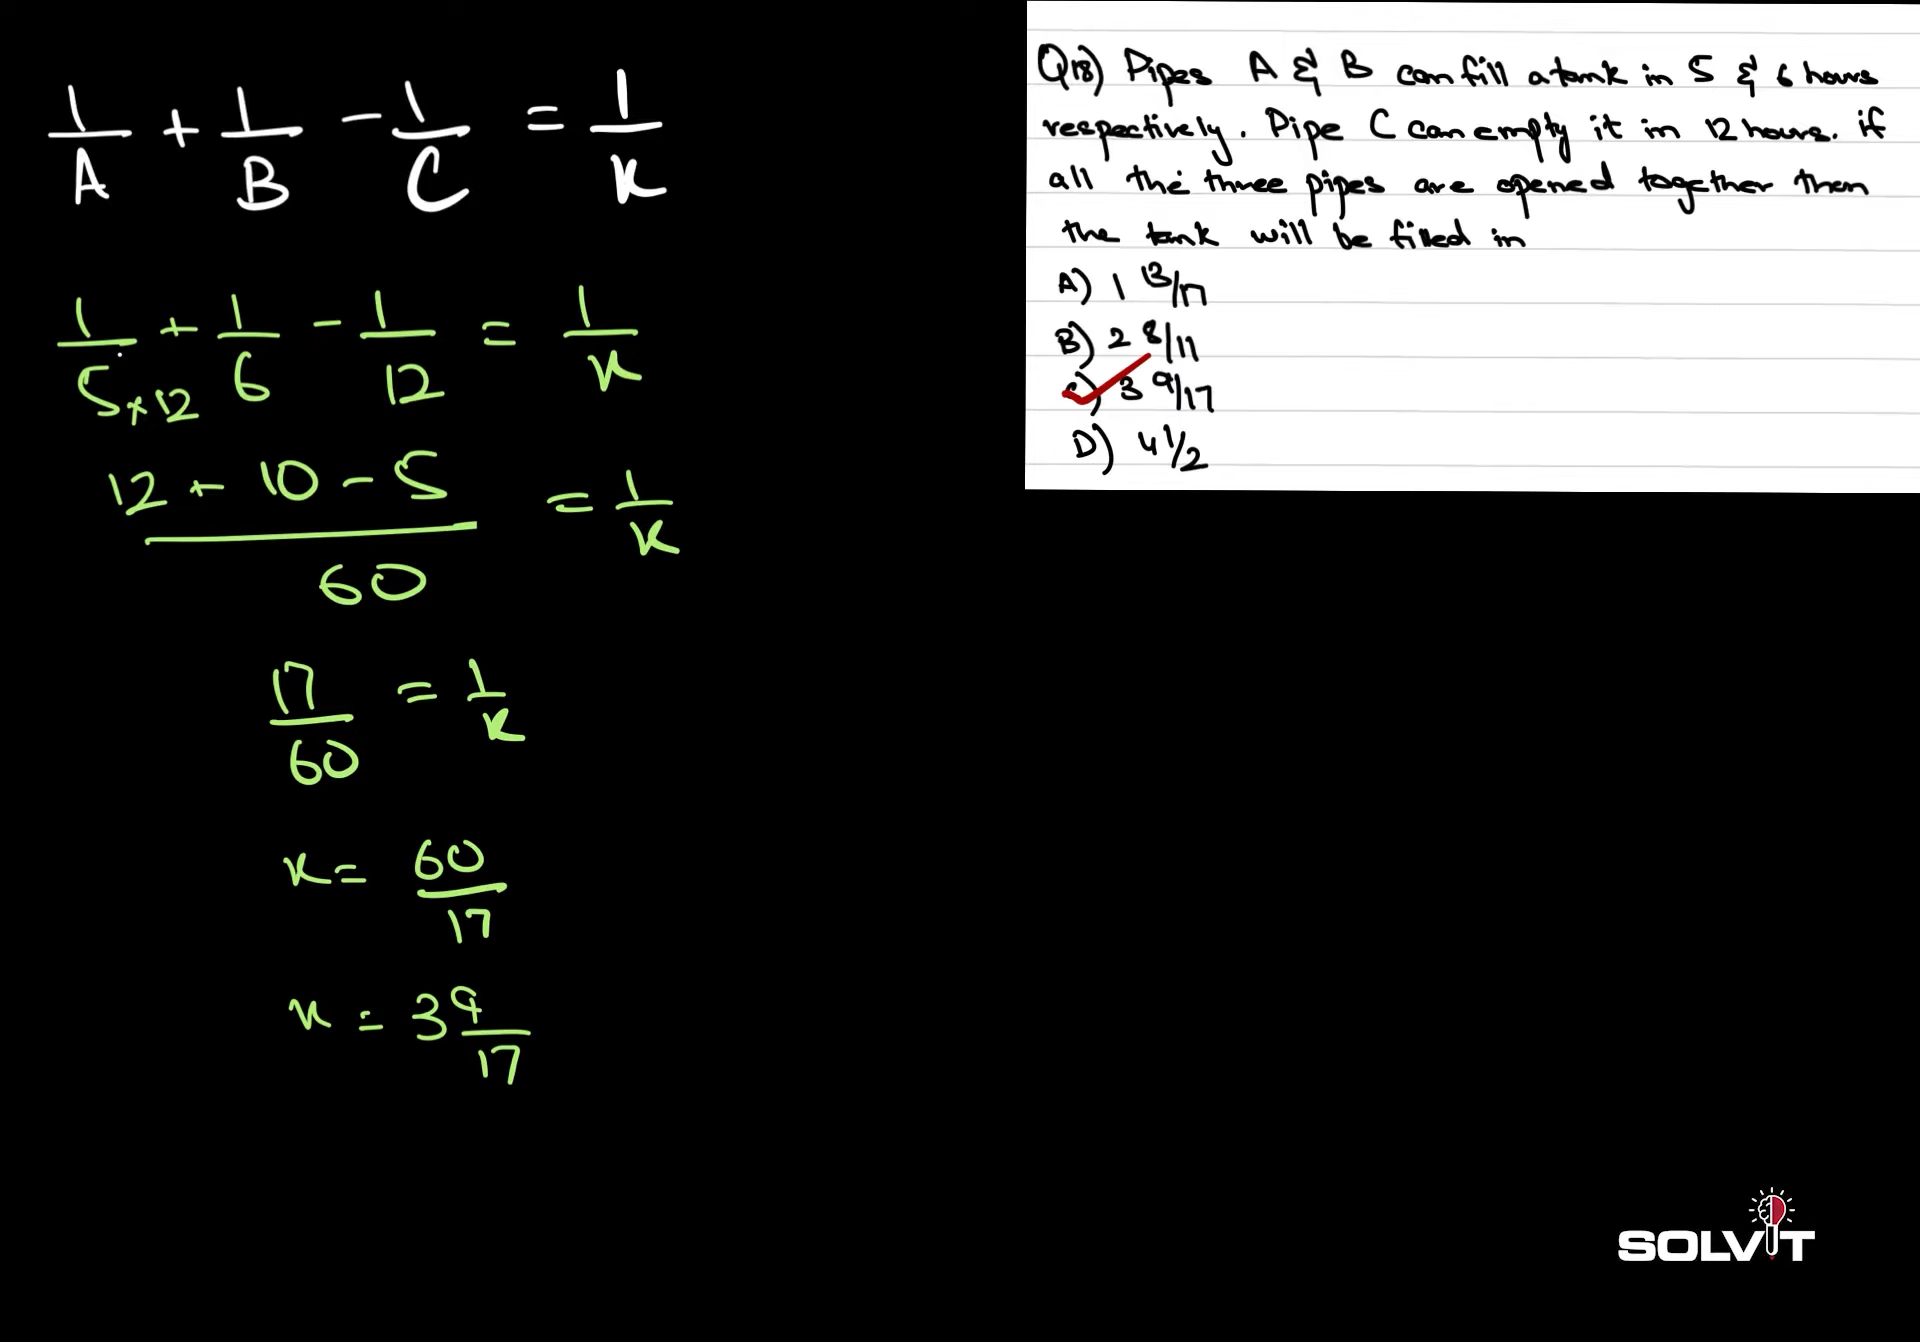 1/A + 1/B - 1/C = 1/x
1/5×12 + 1/6 - 1/12 = 1/x
12 + 10 - 5 / 60 = 1/x
17/60 = 1/x
x = 60/17
x = 3 9/17
Q18) Pipes A & B can fill a tank in 5 & 6 hours
respectively. Pipe C can empty it in 12 hours. if
all the three pipes are opened together then
the tank will be filled in
A) 1 13/17
B) 2 8/11
C) 3 9/17
D) 4 1/2
SOLVIT